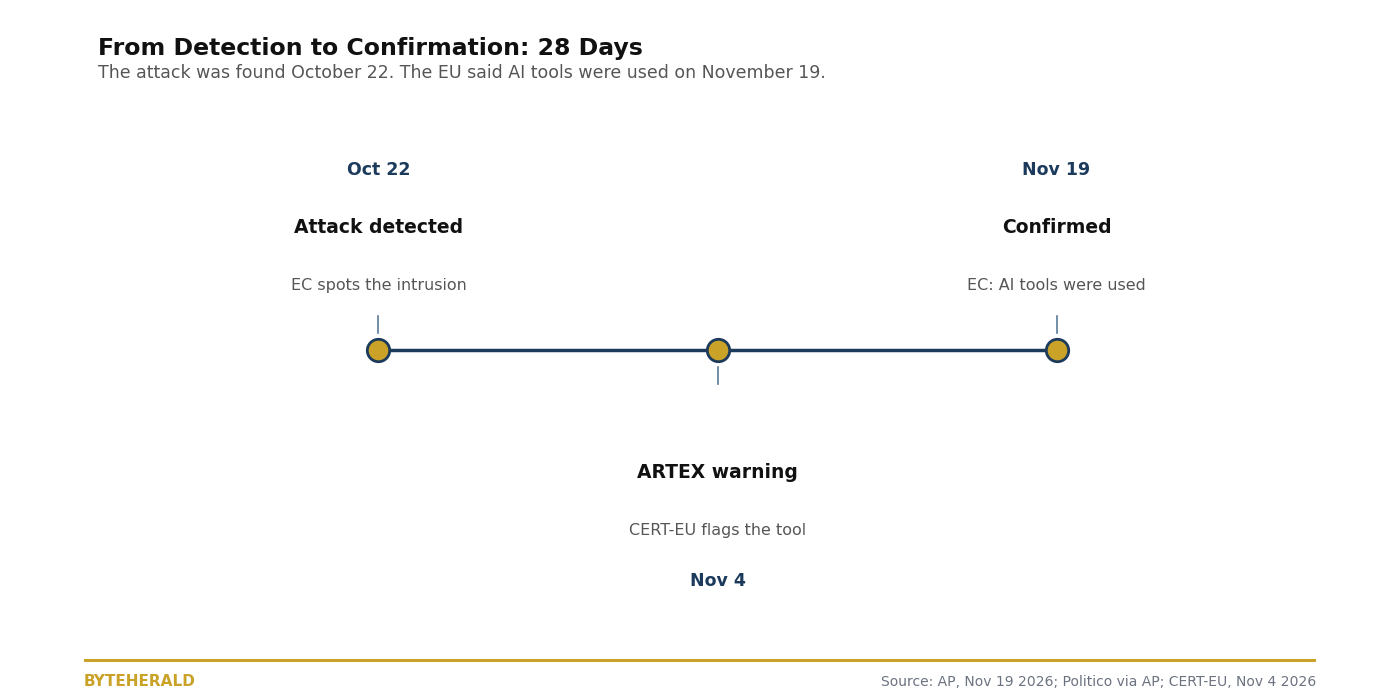 From Detection to Confirmation: 28 Days
The attack was found October 22. The EU said AI tools were used on November 19.
Oct 22
Attack detected
EC spots the intrusion
Nov 19
Confirmed
EC: AI tools were used
ARTEX warning
CERT-EU flags the tool
Nov 4
BYTEHERALD
Source: AP, Nov 19 2026; Politico via AP; CERT-EU, Nov 4 2026